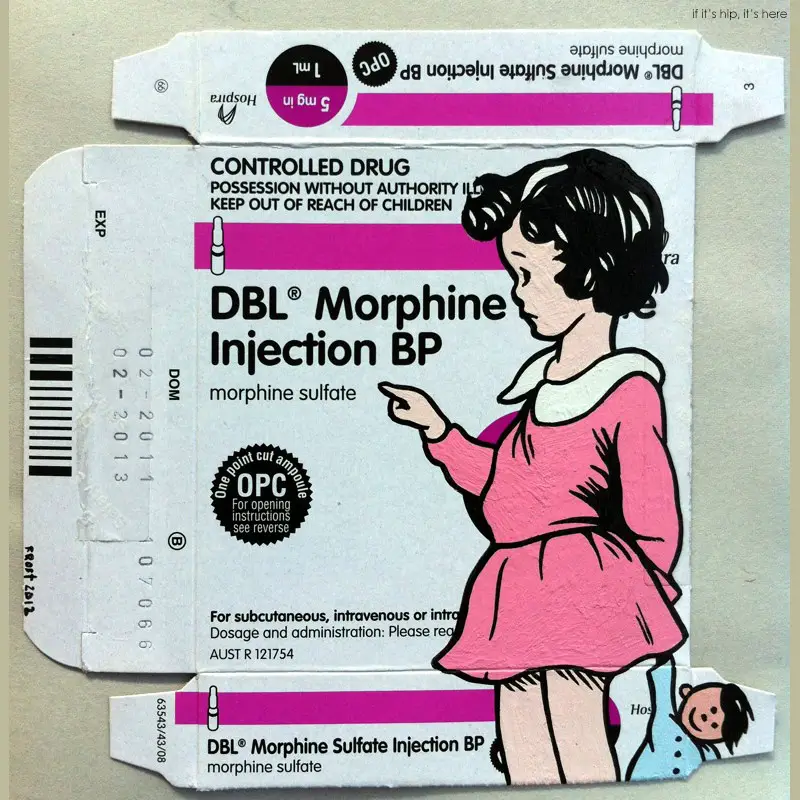 if it's hip, it's here
DBL® Morphine Sulfate Injection BP
morphine sulfate
OPC
5 mg in
1 mL
Hospira
68
3
CONTROLLED DRUG
POSSESSION WITHOUT AUTHORITY ILL
KEEP OUT OF REACH OF CHILDREN
ra
DBL® Morphine
e
Injection BP
morphine sulfate
One point cut ampoule
OPC
For opening
instructions
see reverse
For subcutaneous, intravenous or intra
Dosage and administration: Please rea
AUST R 121754
EXP
DOM
02-2011
02-2013
B
107066
FROST 2012
63543/43/08
DBL® Morphine Sulfate Injection BP
morphine sulfate
Hos